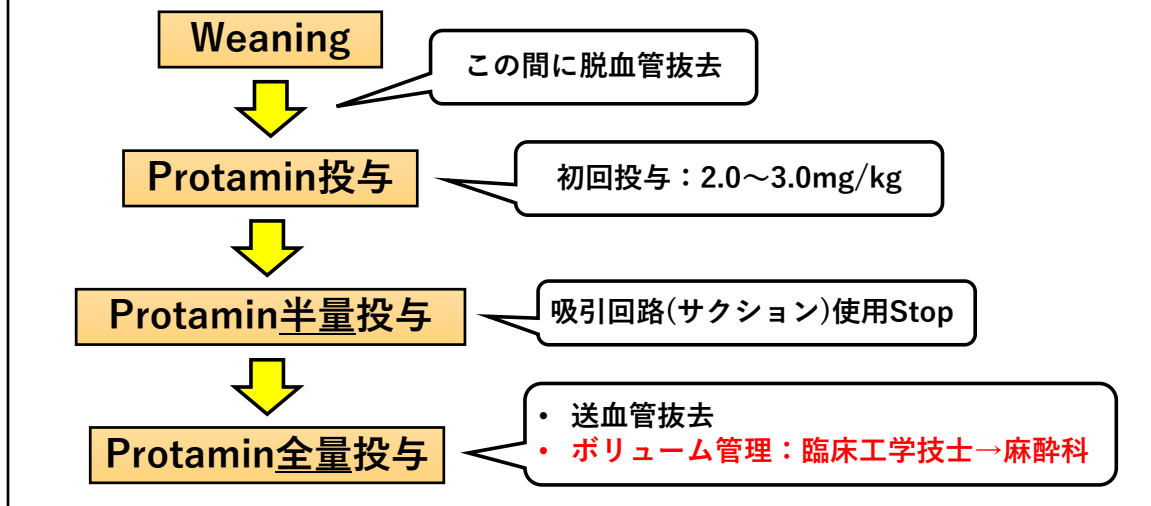 Weaning
この間に脱血管抜去
Protamin投与
初回投与：2.0～3.0mg/kg
Protamin半量投与
吸引回路(サクション)使用Stop
Protamin全量投与
• 送血管抜去
• ボリューム管理：臨床工学技士→麻酔科